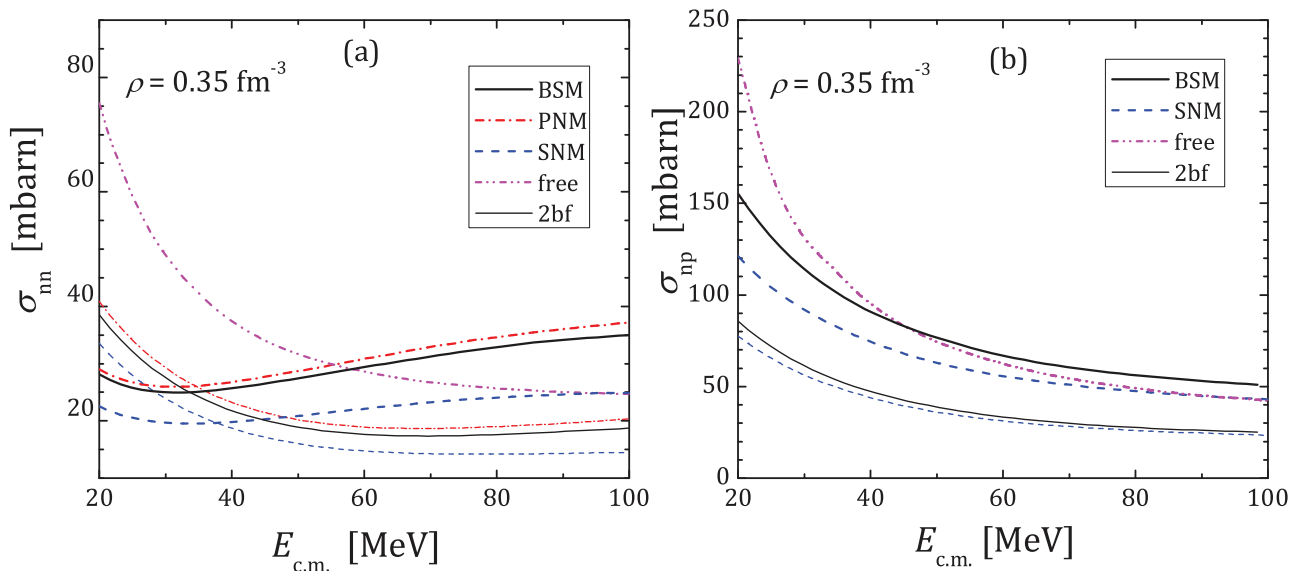 (a)
ρ = 0.35 fm⁻³
BSM
PNM
SNM
free
2bf
80
60
40
20
σnn [mbarn]
20
40
60
80
100
Ec.m. [MeV]
(b)
ρ = 0.35 fm⁻³
BSM
SNM
free
2bf
250
200
150
100
50
0
σnp [mbarn]
20
40
60
80
100
Ec.m. [MeV]